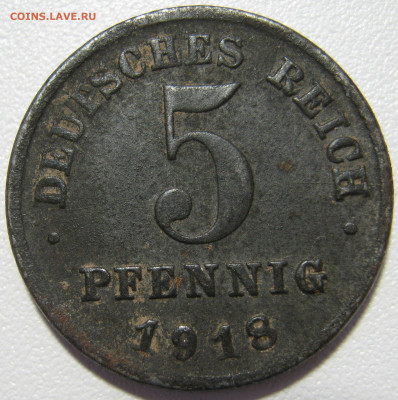 COINS.LAVE.RU
· DEUTSCHES REICH ·
5
PFENNIG
1918